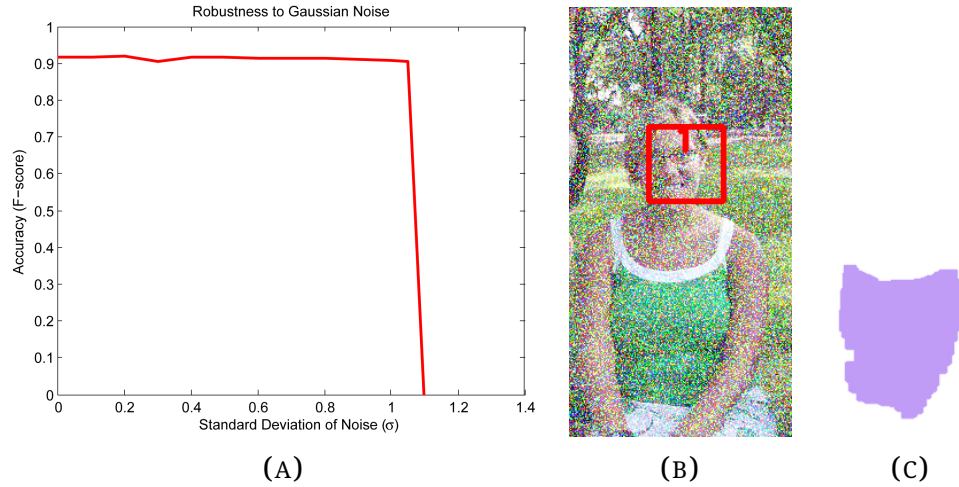 Robustness to Gaussian Noise
Accuracy (F-score)
1
0.9
0.8
0.7
0.6
0.5
0.4
0.3
0.2
0.1
0
0 0.2 0.4 0.6 0.8 1 1.2 1.4
Standard Deviation of Noise (σ)
(A) (B) (C)